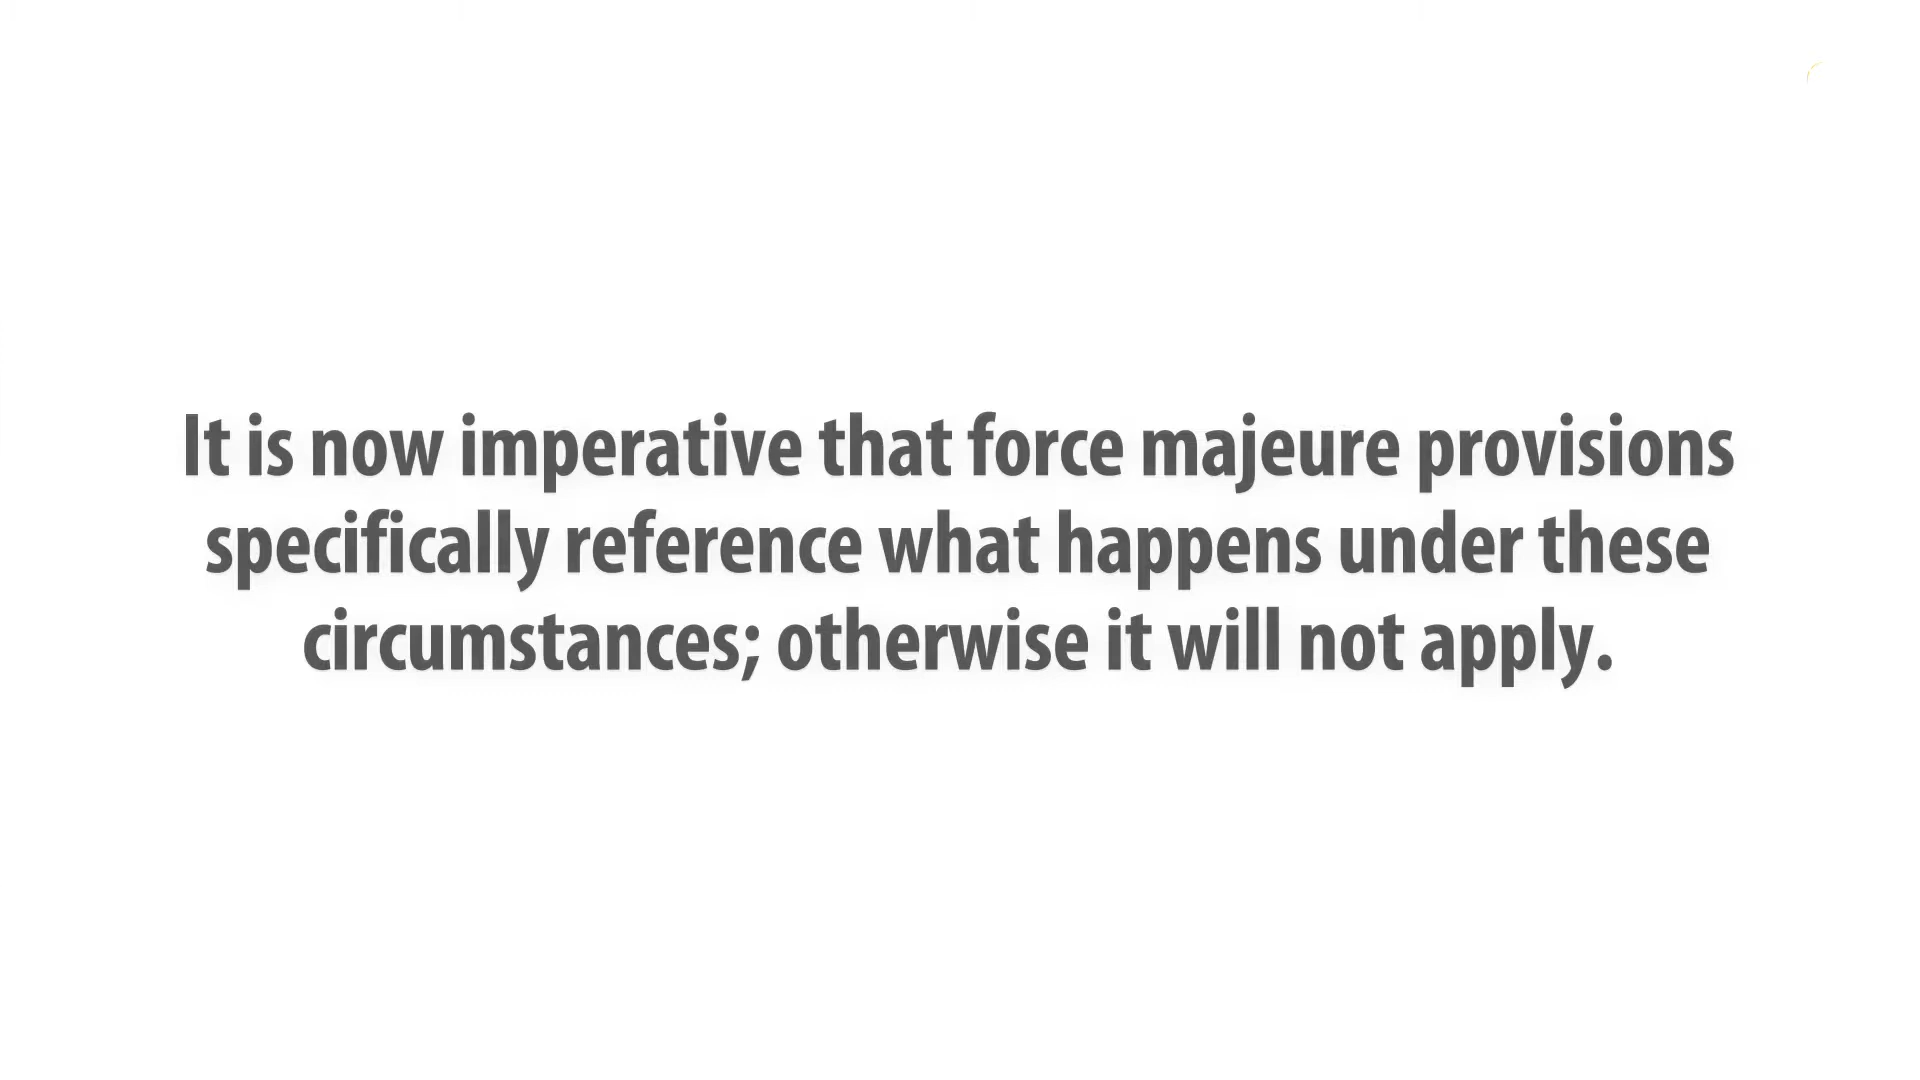 It is now imperative that force majeure provisions
specifically reference what happens under these
circumstances; otherwise it will not apply.